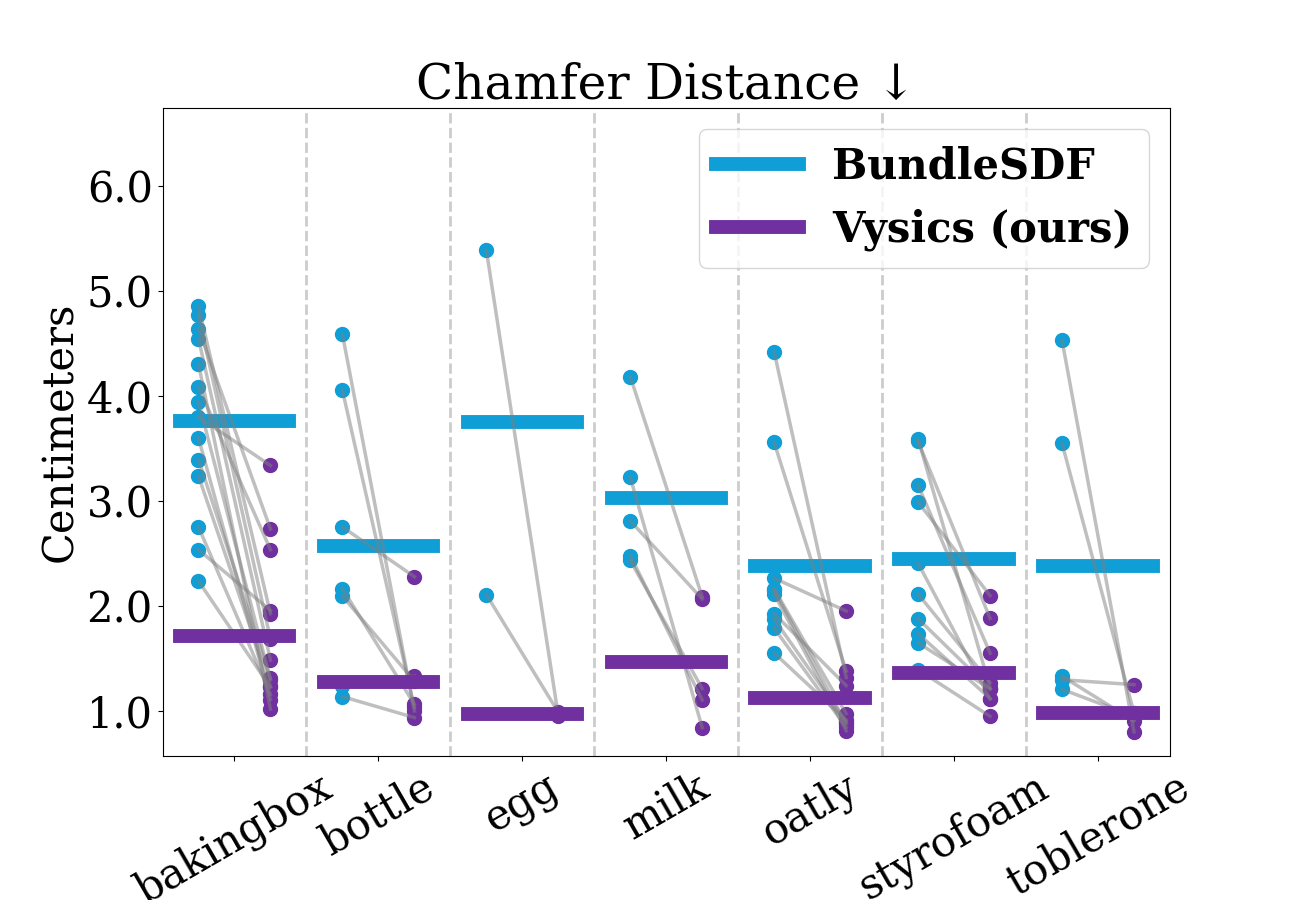 Chamfer Distance ↓
BundleSDF
Vysics (ours)
Centimeters
6.0
5.0
4.0
3.0
2.0
1.0
bakingbox
bottle
egg
milk
oatly
styrofoam
toblerone